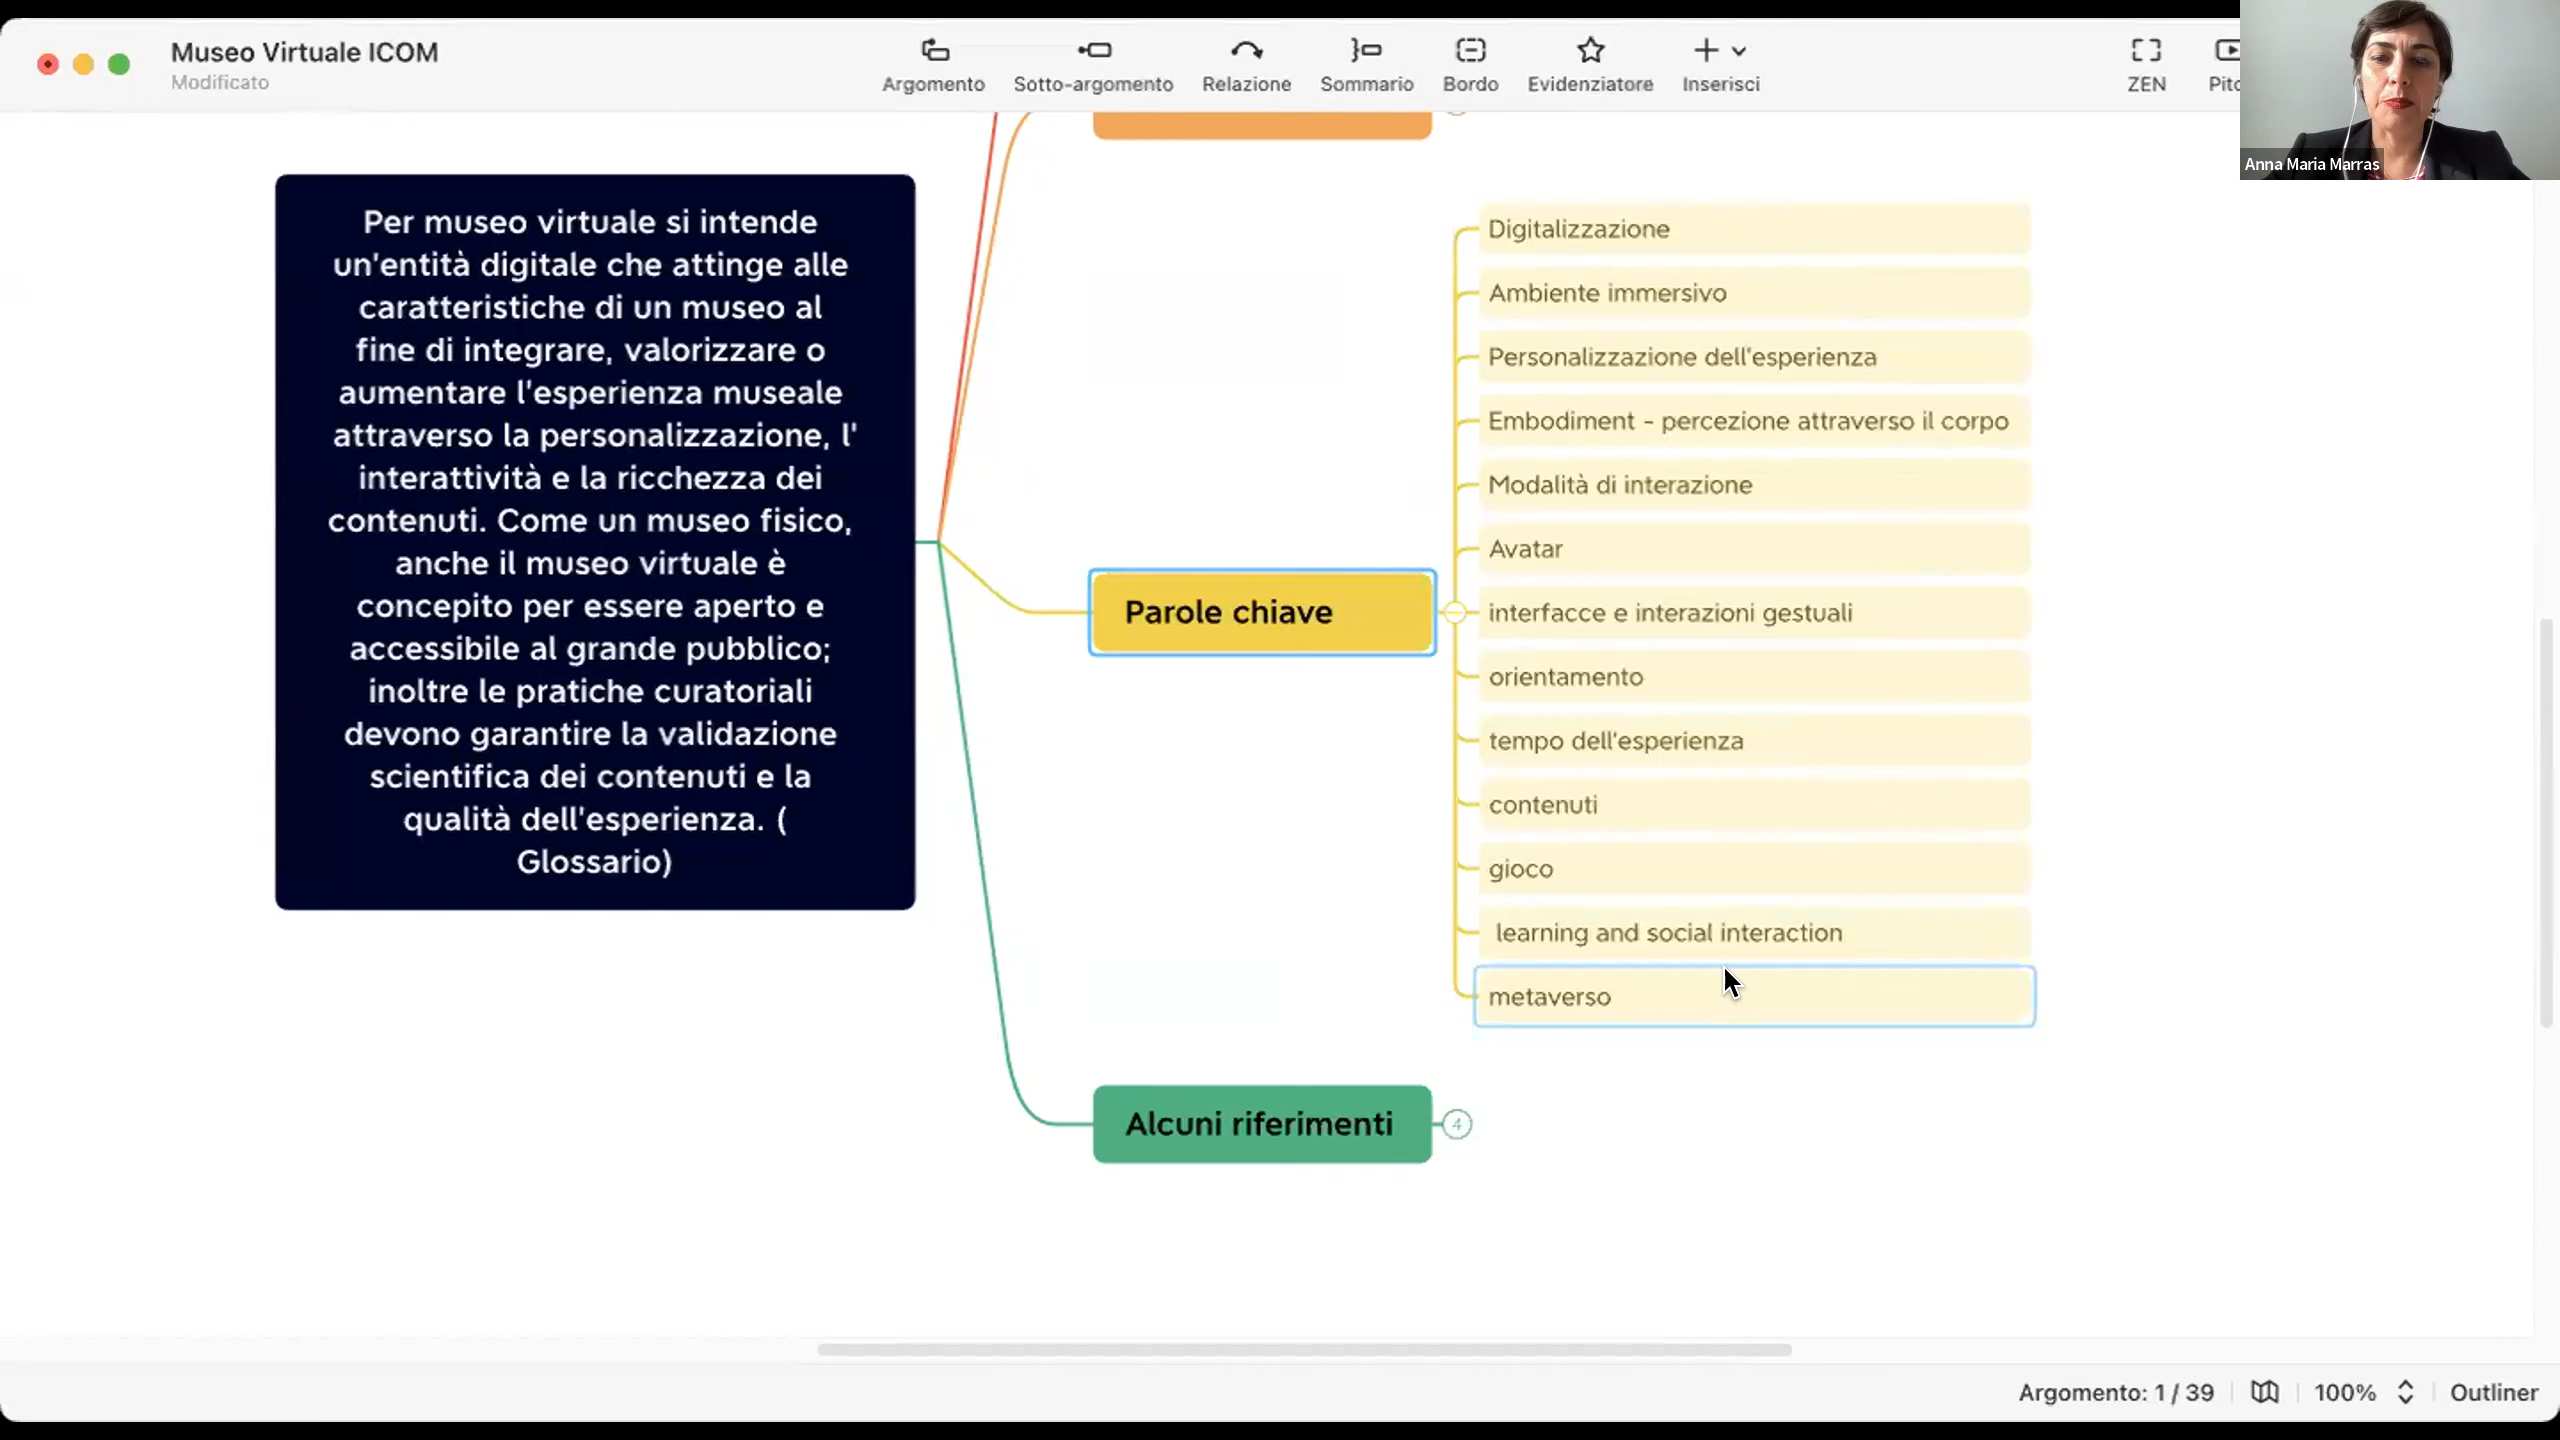 Museo Virtuale ICOM
Modificato
Argomento
Sotto-argomento
Relazione
Sommario
Bordo
Evidenziatore
Inserisci
ZEN
Anna Maria Marras
Per museo virtuale si intende
un'entità digitale che attinge alle
caratteristiche di un museo al
fine di integrare, valorizzare o
aumentare l'esperienza museale
attraverso la personalizzazione, l'
interattività e la ricchezza dei
contenuti. Come un museo fisico,
anche il museo virtuale è
concepito per essere aperto e
accessibile al grande pubblico;
inoltre le pratiche curatoriali
devono garantire la validazione
scientifica dei contenuti e la
qualità dell'esperienza. (
Glossario)
Parole chiave
Digitalizzazione
Ambiente immersivo
Personalizzazione dell'esperienza
Embodiment - percezione attraverso il corpo
Modalità di interazione
Avatar
interfacce e interazioni gestuali
orientamento
tempo dell'esperienza
contenuti
gioco
learning and social interaction
metaverso
Alcuni riferimenti
4
Argomento: 1 / 39
100%
Outliner